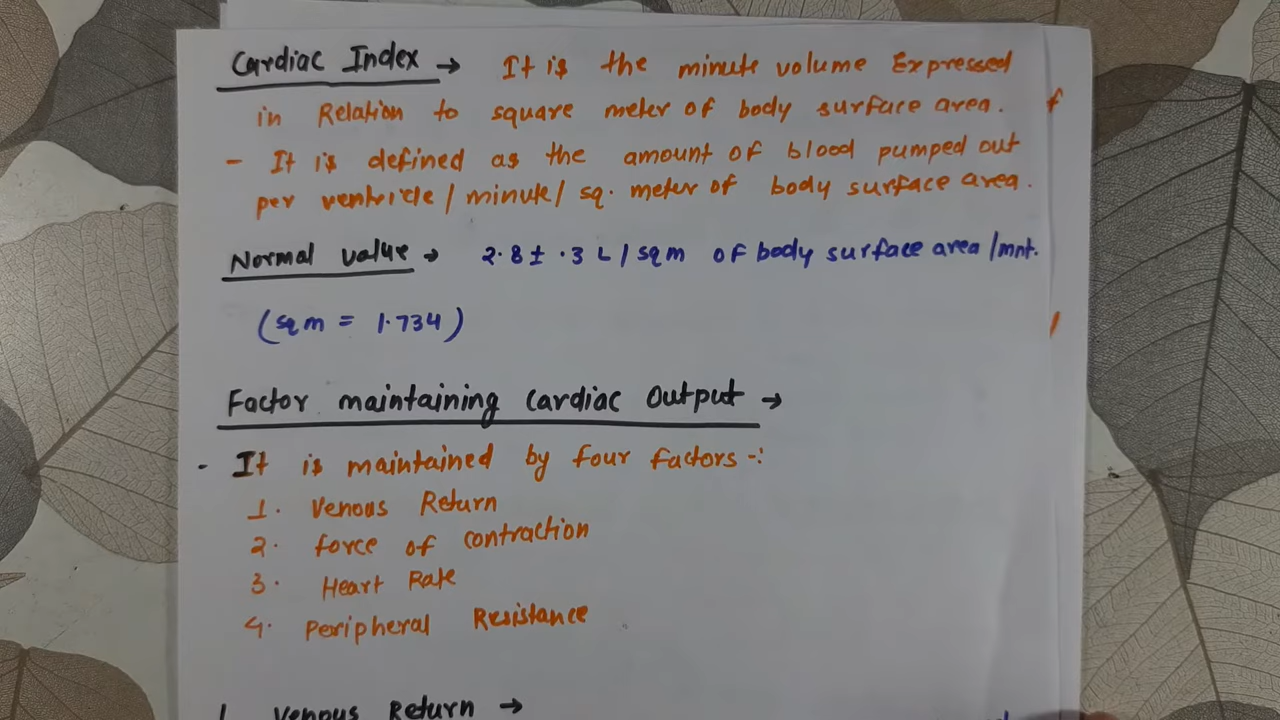 Cardiac Index → It is the minute volume Expressed
in Relation to square meter of body surface area.
- It is defined as the amount of blood pumped out
per ventricle / minute / sq. meter of body surface area.
Normal value → 2.8 ± .3 L / sqm of body surface area / mnt.
(sqm = 1.734)
Factor maintaining cardiac output →
- It is maintained by four factors -:
1. Venous Return
2. force of contraction
3. Heart Rate
4. Peripheral Resistance
1. Venous Return →